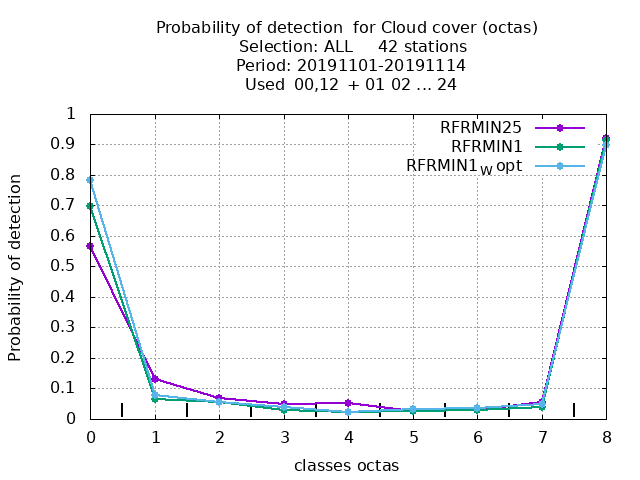 Probability of detection  for Cloud cover (octas)
Selection: ALL     42 stations
Period: 20191101-20191114
Used  00,12  + 01 02 ... 24
RFRMIN25
RFRMIN1
RFRMIN1W opt
Probability of detection
1
0.9
0.8
0.7
0.6
0.5
0.4
0.3
0.2
0.1
0
0 1 2 3 4 5 6 7 8
classes octas